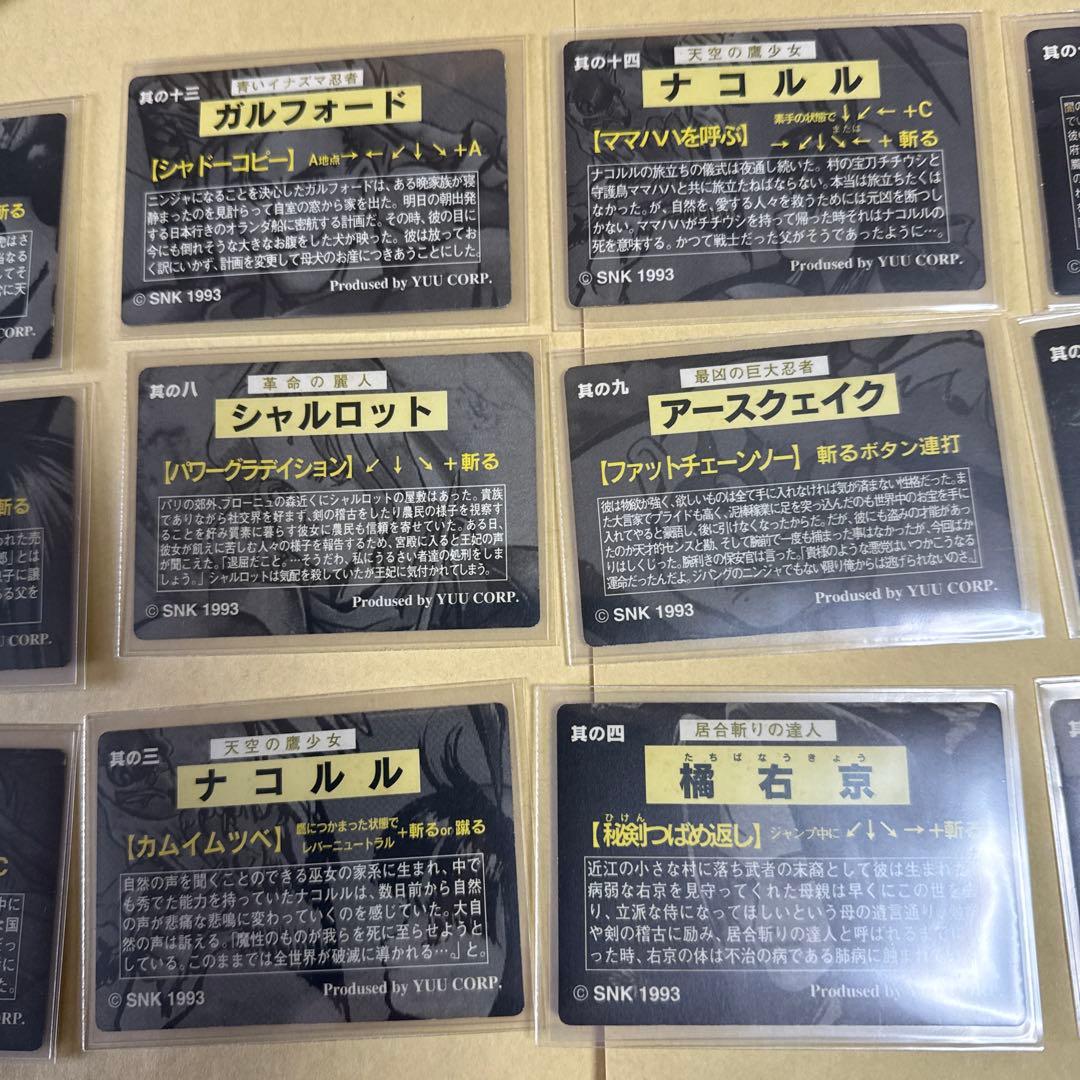 其の十三
青いイナズマ忍者
ガルフォード
【シャドーコピー】 A地点→ ← ↙ ↓ ↘ +A
ニンジャになることを決心したガルフォードは、ある晩家族が寝
静まったのを見計らって自室の窓から家を出た。明日の朝出発
する日本行きのオランダ船に密航する計画だ。その時、彼の目に
今にも倒れそうな大きなお腹をした犬が映った。彼は放ってお
く訳にいかず、計画を変更して母犬のお産につきあうことにした。
© SNK 1993
Prodused by YUU CORP.
其の十四
天空の鷹少女
ナコルル
【ママハハを呼ぶ】
素手の状態で ↓ ↙ ← +C
または
→ ↙ ↓ ↘ ← + 斬る
ナコルルの旅立ちの儀式は夜通し続いた。村の宝刀チチウシと
守護鳥ママハハと共に旅立たねばならない。本当は旅立ちたくは
なかった。が、自然を、愛する人々を救うためには元凶を断つし
かない。ママハハがチチウシを持って帰った時それはナコルルの
死を意味する。かつて戦士だった父がそうであったように…。
© SNK 1993
Prodused by YUU CORP.
其の八
革命の麗人
シャルロット
【パワーグラデイション】 ↙ ↓ ↘ +斬る
パリの郊外、ブローニュの森近くにシャルロットの屋敷はあった。貴族
でありながら社交界を好まず、剣の稽古をしたり農民の様子を視察す
ることを好み質素に暮らす彼女に農民も信頼を寄せていた。ある日、
彼女が飢えに苦しむ人々の様子を報告するため、宮殿に入ると王妃の声
が聞こえた。「退屈だこと。…そうだわ、私にうるさい者達の処刑をしま
しょう。」シャルロットは気配を殺していたが王妃に気付かれてしまう。
© SNK 1993
Prodused by YUU CORP.
其の九
最凶の巨大忍者
アースクェイク
【ファットチェーンソー】 斬るボタン連打
彼は物欲が強く、欲しいものは全て手に入れなければ気が済まない性格だった。ま
た大言家でプライドも高く、泥棒稼業に足を突っ込んだのも世界中のお宝を手に
入れてやると豪語し、後に引けなくなったからだ。だが、彼にも盗みの才能があっ
たのか天才的センスと勘、そして腕前で一度も捕まった事はなかったが、今回ばか
りはしくじった。腕利きの保安官は言った。「貴様のような悪党はいつかこうなる
運命だったんだよ。ジパングのニンジャでもない限り俺からは逃げられないのさ。」
© SNK 1993
Prodused by YUU CORP.
其の三
天空の鷹少女
ナコルル
【カムイムツベ】
鷹につかまった状態で
レバーニュートラル
+斬るor蹴る
自然の声を聞くことのできる巫女の家系に生まれ、中で
も秀でた能力を持っていたナコルルは、数日前から自然
の声が悲痛な悲鳴に変わっていくのを感じていた。大自
然の声は訴える。「魔性のものが我らを死に至らせようと
している。このままでは全世界が破滅に導かれる…」と。
© SNK 1993
Prodused by YUU CORP.
其の四
居合斬りの達人
たちばなうきょう
橘右京
ひけん
【秘剣つばめ返し】 ジャンプ中に ↙ ↓ ↘ → +斬る
近江の小さな村に落ち武者の末裔として彼は生まれた
病弱な右京を見守ってくれた母親は早くにこの世を
り、立派な侍になってほしいという母の遺言通り、
や剣の稽古に励み、居合斬りの達人と呼ばれるまで
った時、右京の体は不治の病である肺病に蝕まれて
© SNK 1993
Prodused by YUU
斬る
CORP.
斬る
CORP.
其の
其の